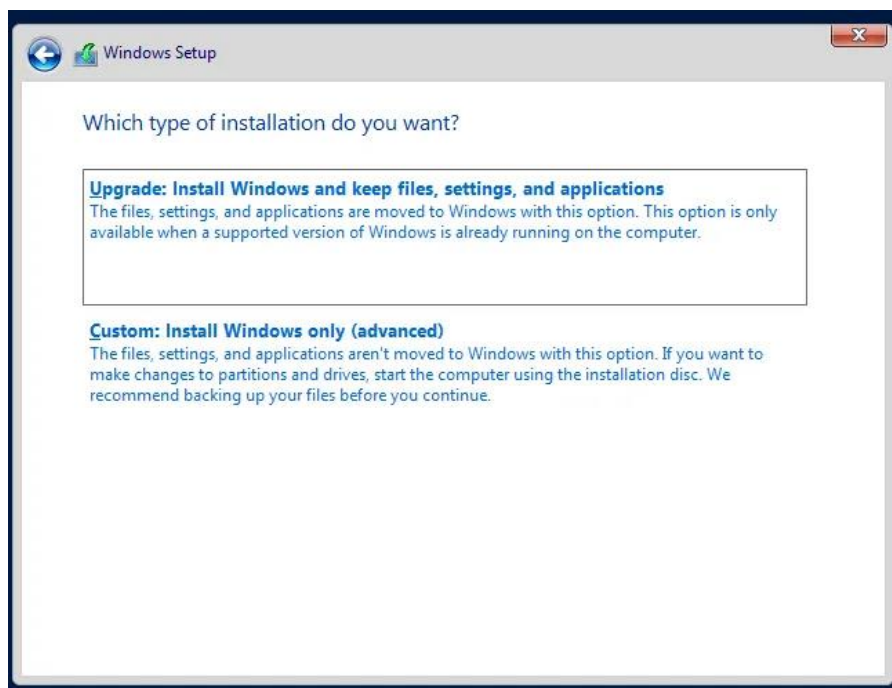 Windows Setup
Which type of installation do you want?
Upgrade: Install Windows and keep files, settings, and applications
The files, settings, and applications are moved to Windows with this option. This option is only
available when a supported version of Windows is already running on the computer.
Custom: Install Windows only (advanced)
The files, settings, and applications aren't moved to Windows with this option. If you want to
make changes to partitions and drives, start the computer using the installation disc. We
recommend backing up your files before you continue.